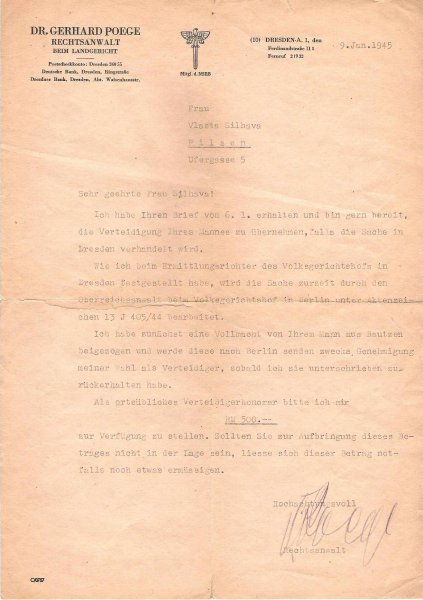 DR. GERHARD POEGE
RECHTSANWALT
BEIM LANDGERICHT
Postscheckkonto: Dresden 26055
Deutsche Bank, Dresden, Ringstraße
Dresdner Bank, Dresden, Abt. Waisenhausstr.
Mitgl. d. NSRB
(10) DRESDEN-A. 1, den
Ferdinandstraße 11 I
Fernruf 21932
9.Jan.1945
Frau
Vlasta Silhava
Pilsen
Ufergasse 5
Sehr geehrte Frau Silhava!
Ich habe Ihren Brief vom 6. 1. erhalten und bin gern bereit,
die Verteidigung Ihres Mannes zu übernehmen, falls die Sache in
Dresden verhandelt wird.
Wie ich beim Ermittlungsrichter des Volksgerichtshofs in
Dresden festgestellt habe, wird die Sache zurzeit durch den
Oberreichsanwalt beim Volksgerichtshof in Berlin unter Aktenzei-
chen 13 J 405/44 bearbeitet.
Ich habe zunächst eine Vollmacht von Ihrem Mann aus Bautzen
beigezogen und werde diese nach Berlin senden zwecks Genehmigung
meiner Wahl als Verteidiger, sobald ich sie unterschrieben zu-
rückerhalten habe.
Als ortsübliches Verteidigerhonorar bitte ich mir
RM 500.--
zur Verfügung zu stellen. Sollten Sie zur Aufbringung dieses Be-
trages nicht in der Lage sein, liesse sich dieser Betrag not-
falls noch etwas ermässigen.
Hochachtungsvoll
Rechtsanwalt